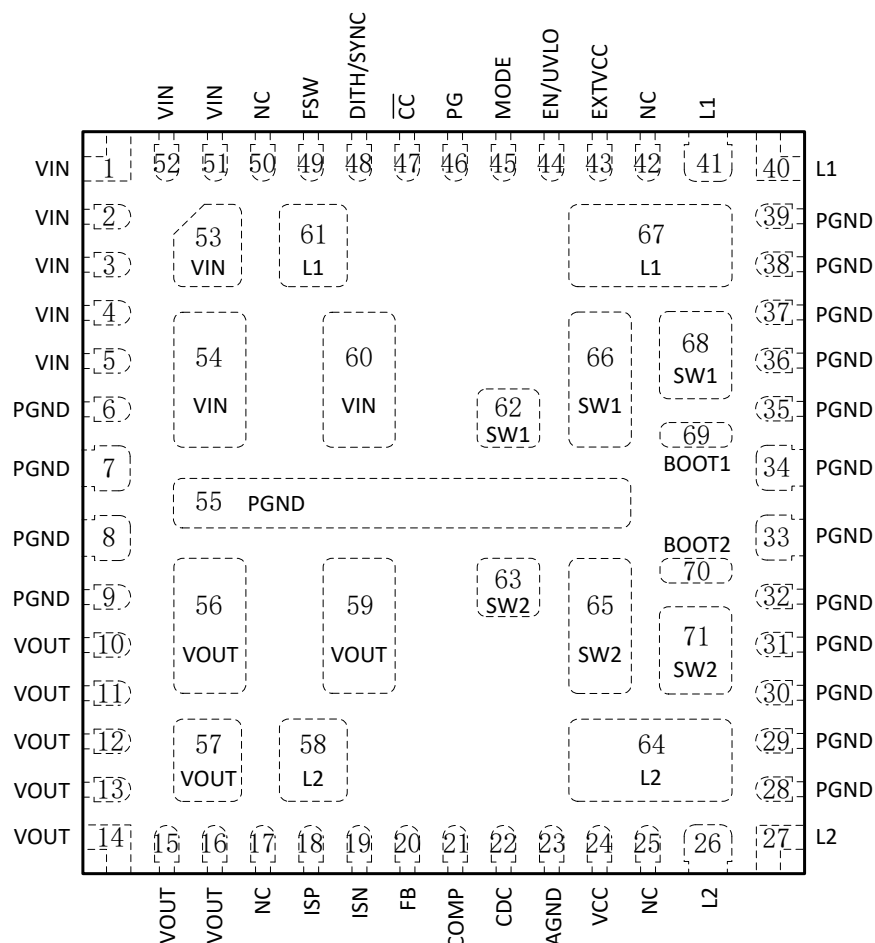 VIN VIN NC FSW DITH/SYNC CC PG MODE EN/UVLO EXTVCC NC L1
VIN 1 52 51 50 49 48 47 46 45 44 43 42 41 40 L1
VIN 2 39 PGND
53 VIN
61 L1
67 L1
VIN 3 38 PGND
VIN 4 37 PGND
54 VIN
60 VIN
66 SW1
68 SW1
VIN 5 36 PGND
PGND 6 35 PGND
62 SW1
69
BOOT1
PGND 7 34 PGND
55 PGND
PGND 8 33 PGND
BOOT2
70
63 SW2
PGND 9 32 PGND
56 VOUT
59 VOUT
65 SW2
71 SW2
VOUT 10 31 PGND
VOUT 11 30 PGND
VOUT 12 29 PGND
57 VOUT
58 L2
64 L2
VOUT 13 28 PGND
VOUT 14 15 16 17 18 19 20 21 22 23 24 25 26 27 L2
VOUT VOUT NC ISP ISN FB COMP CDC AGND VCC NC L2